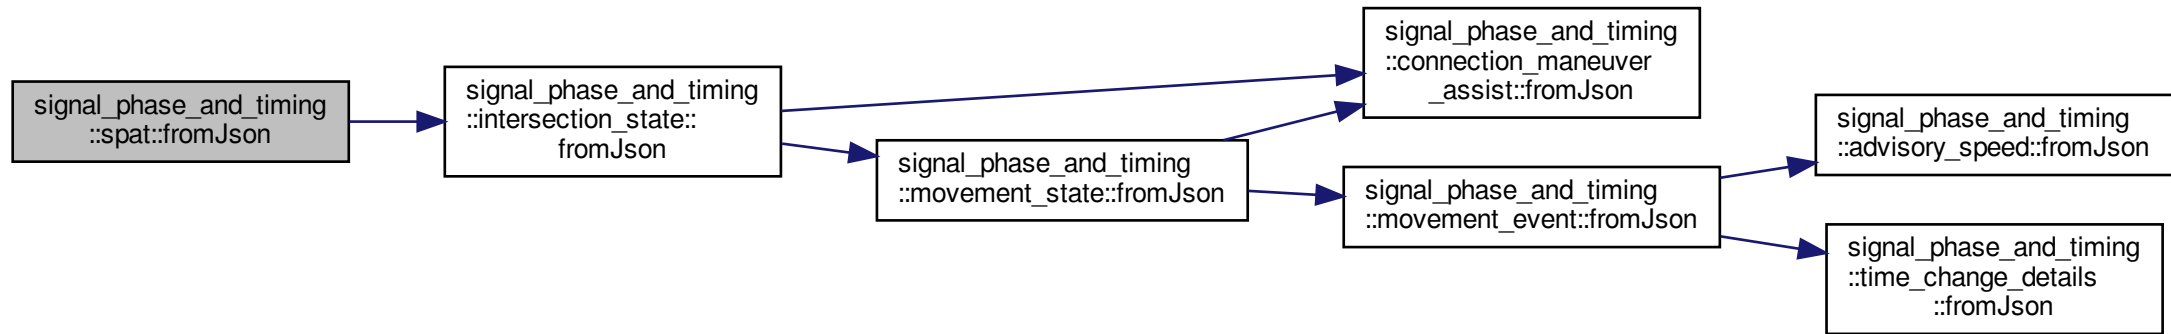 signal_phase_and_timing
::spat::fromJson
signal_phase_and_timing
::intersection_state::
fromJson
signal_phase_and_timing
::connection_maneuver
_assist::fromJson
signal_phase_and_timing
::movement_state::fromJson
signal_phase_and_timing
::movement_event::fromJson
signal_phase_and_timing
::advisory_speed::fromJson
signal_phase_and_timing
::time_change_details
::fromJson